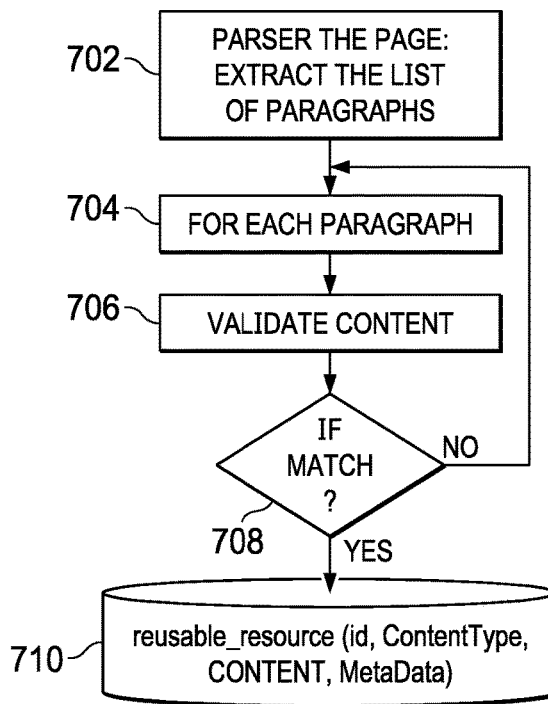 702
PARSER THE PAGE:
EXTRACT THE LIST
OF PARAGRAPHS
704
FOR EACH PARAGRAPH
706
VALIDATE CONTENT
IF
MATCH
?
NO
708
YES
710
reusable_resource (id, ContentType,
CONTENT, MetaData)